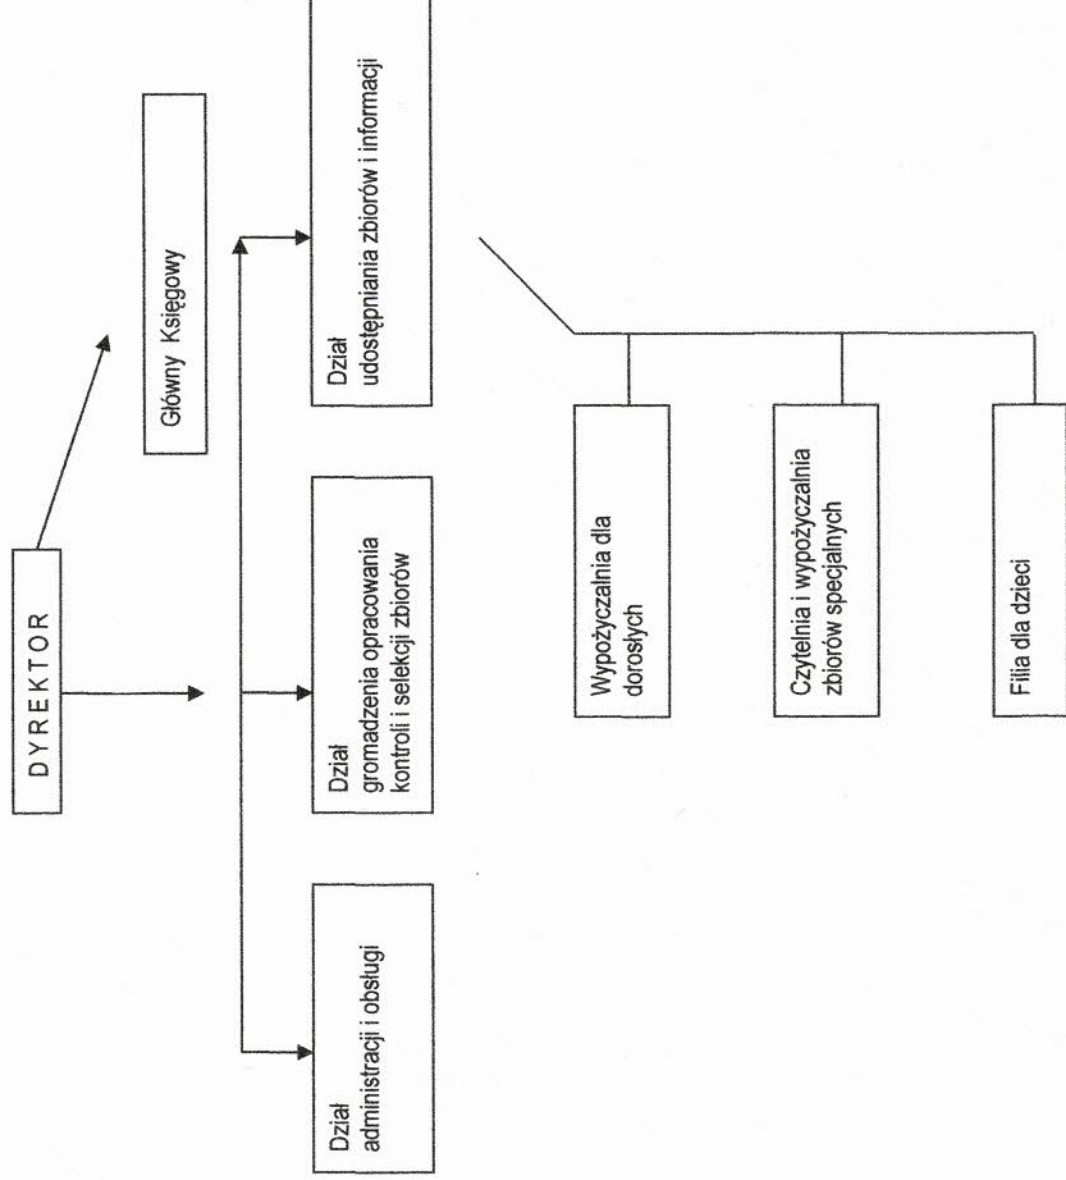 DYREKTOR
Główny Księgowy
Dział
administracji i obsługi
Dział
gromadzenia opracowania
kontroli i selekcji zbiorów
Dział
udostępniania zbiorów i informacji
Wypożyczalnia dla
dorosłych
Czytelnia i wypożyczalnia
zbiorów specjalnych
Filia dla dzieci